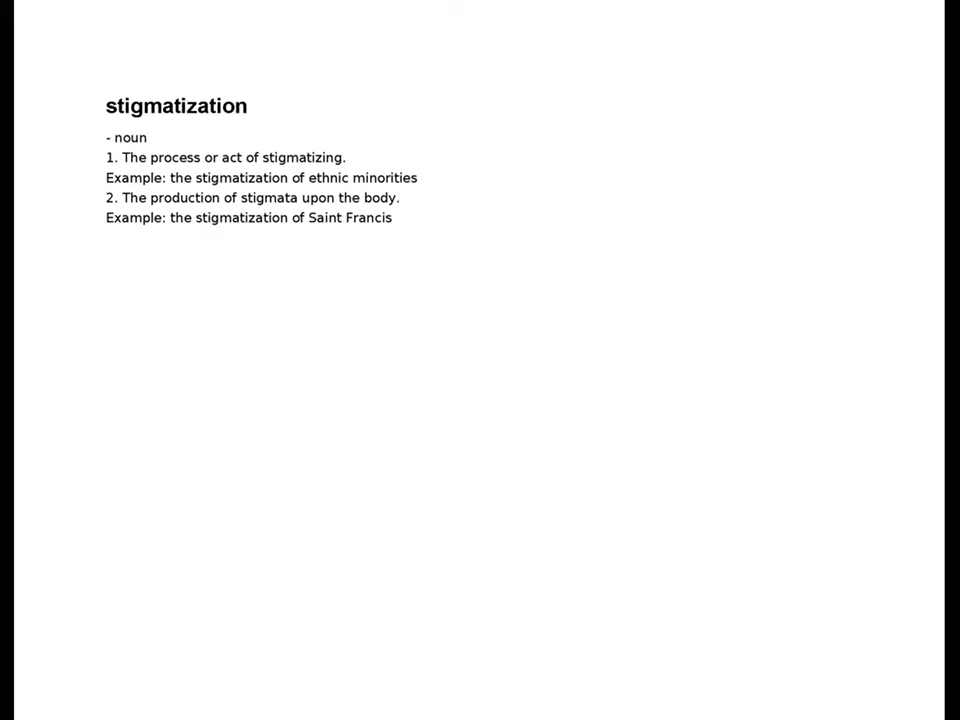 stigmatization
- noun
1. The process or act of stigmatizing.
Example: the stigmatization of ethnic minorities
2. The production of stigmata upon the body.
Example: the stigmatization of Saint Francis